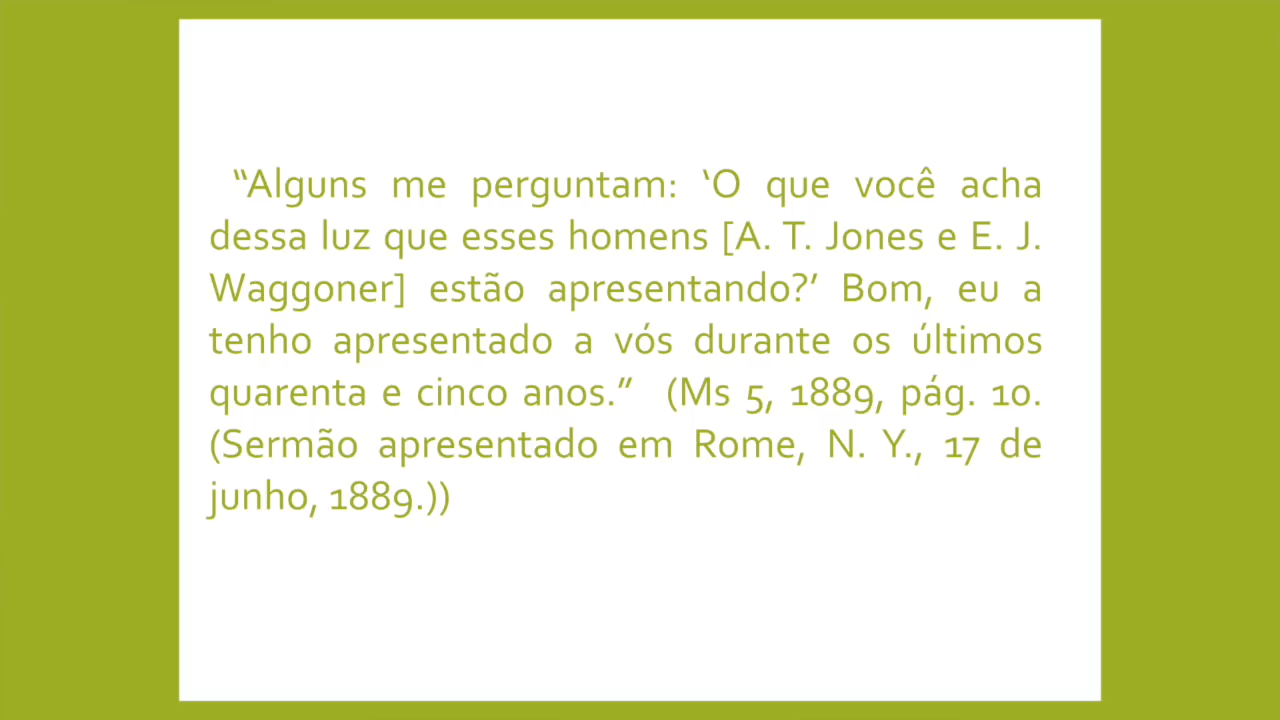 “Alguns me perguntam: ‘O que você acha
dessa luz que esses homens [A. T. Jones e E. J.
Waggoner] estão apresentando?’ Bom, eu a
tenho apresentado a vós durante os últimos
quarenta e cinco anos.” (Ms 5, 1889, pág. 10.
(Sermão apresentado em Rome, N. Y., 17 de
junho, 1889.))